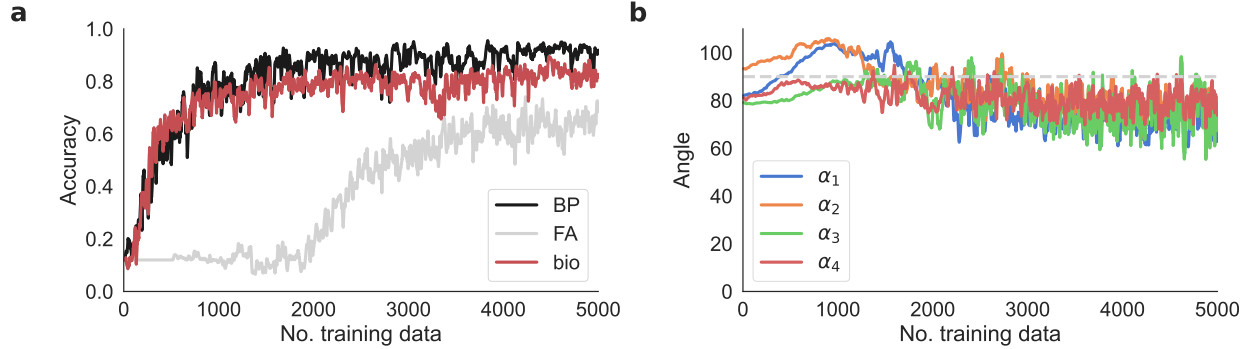 a
1.0
0.8
0.6
0.4
0.2
0.0
Accuracy
BP
FA
bio
0 1000 2000 3000 4000 5000
No. training data
b
100
80
60
40
20
0
Angle
α1
α2
α3
α4
0 1000 2000 3000 4000 5000
No. training data